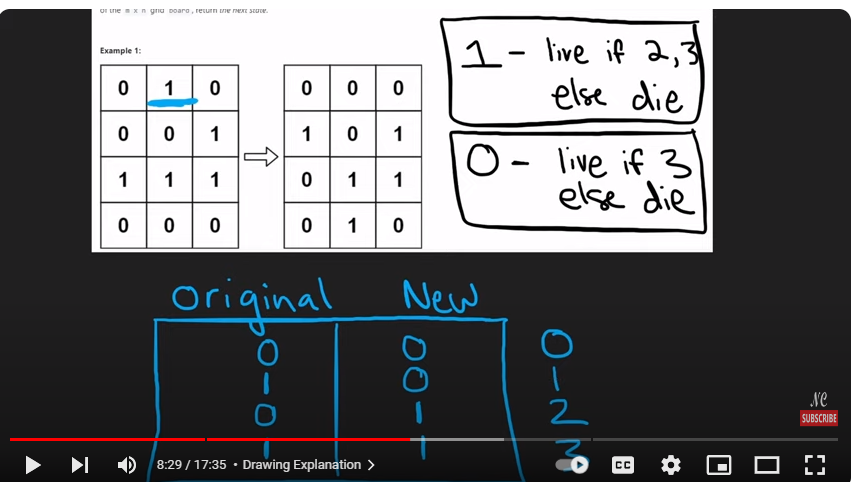 of the m x n grid board, return the next state.
Example 1:
0 1 0 0 0 0
0 0 1 1 0 1
1 1 1 0 1 1
0 0 0 0 1 0
1 - live if 2,3
else die
0 - live if 3
else die
Original New
0 0 0
1 0 1
0 1 2
1 1 3
NC
SUBSCRIBE
8:29 / 17:35 • Drawing Explanation >
CC